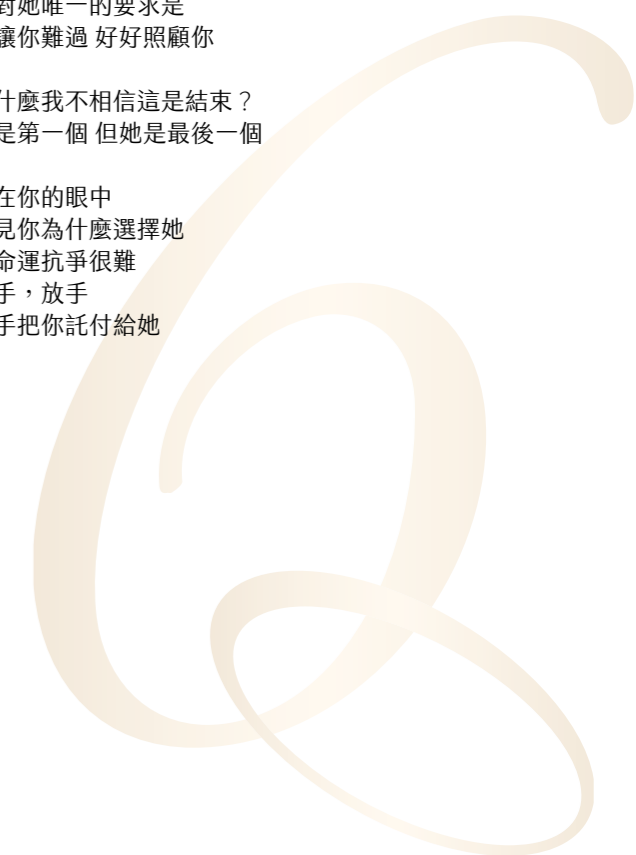 對她唯一的要求是
讓你難過 好好照顧你
什麼我不相信這是結束？
是第一個 但她是最後一個
在你的眼中
見你為什麼選擇她
命運抗爭很難
手，放手
手把你託付給她